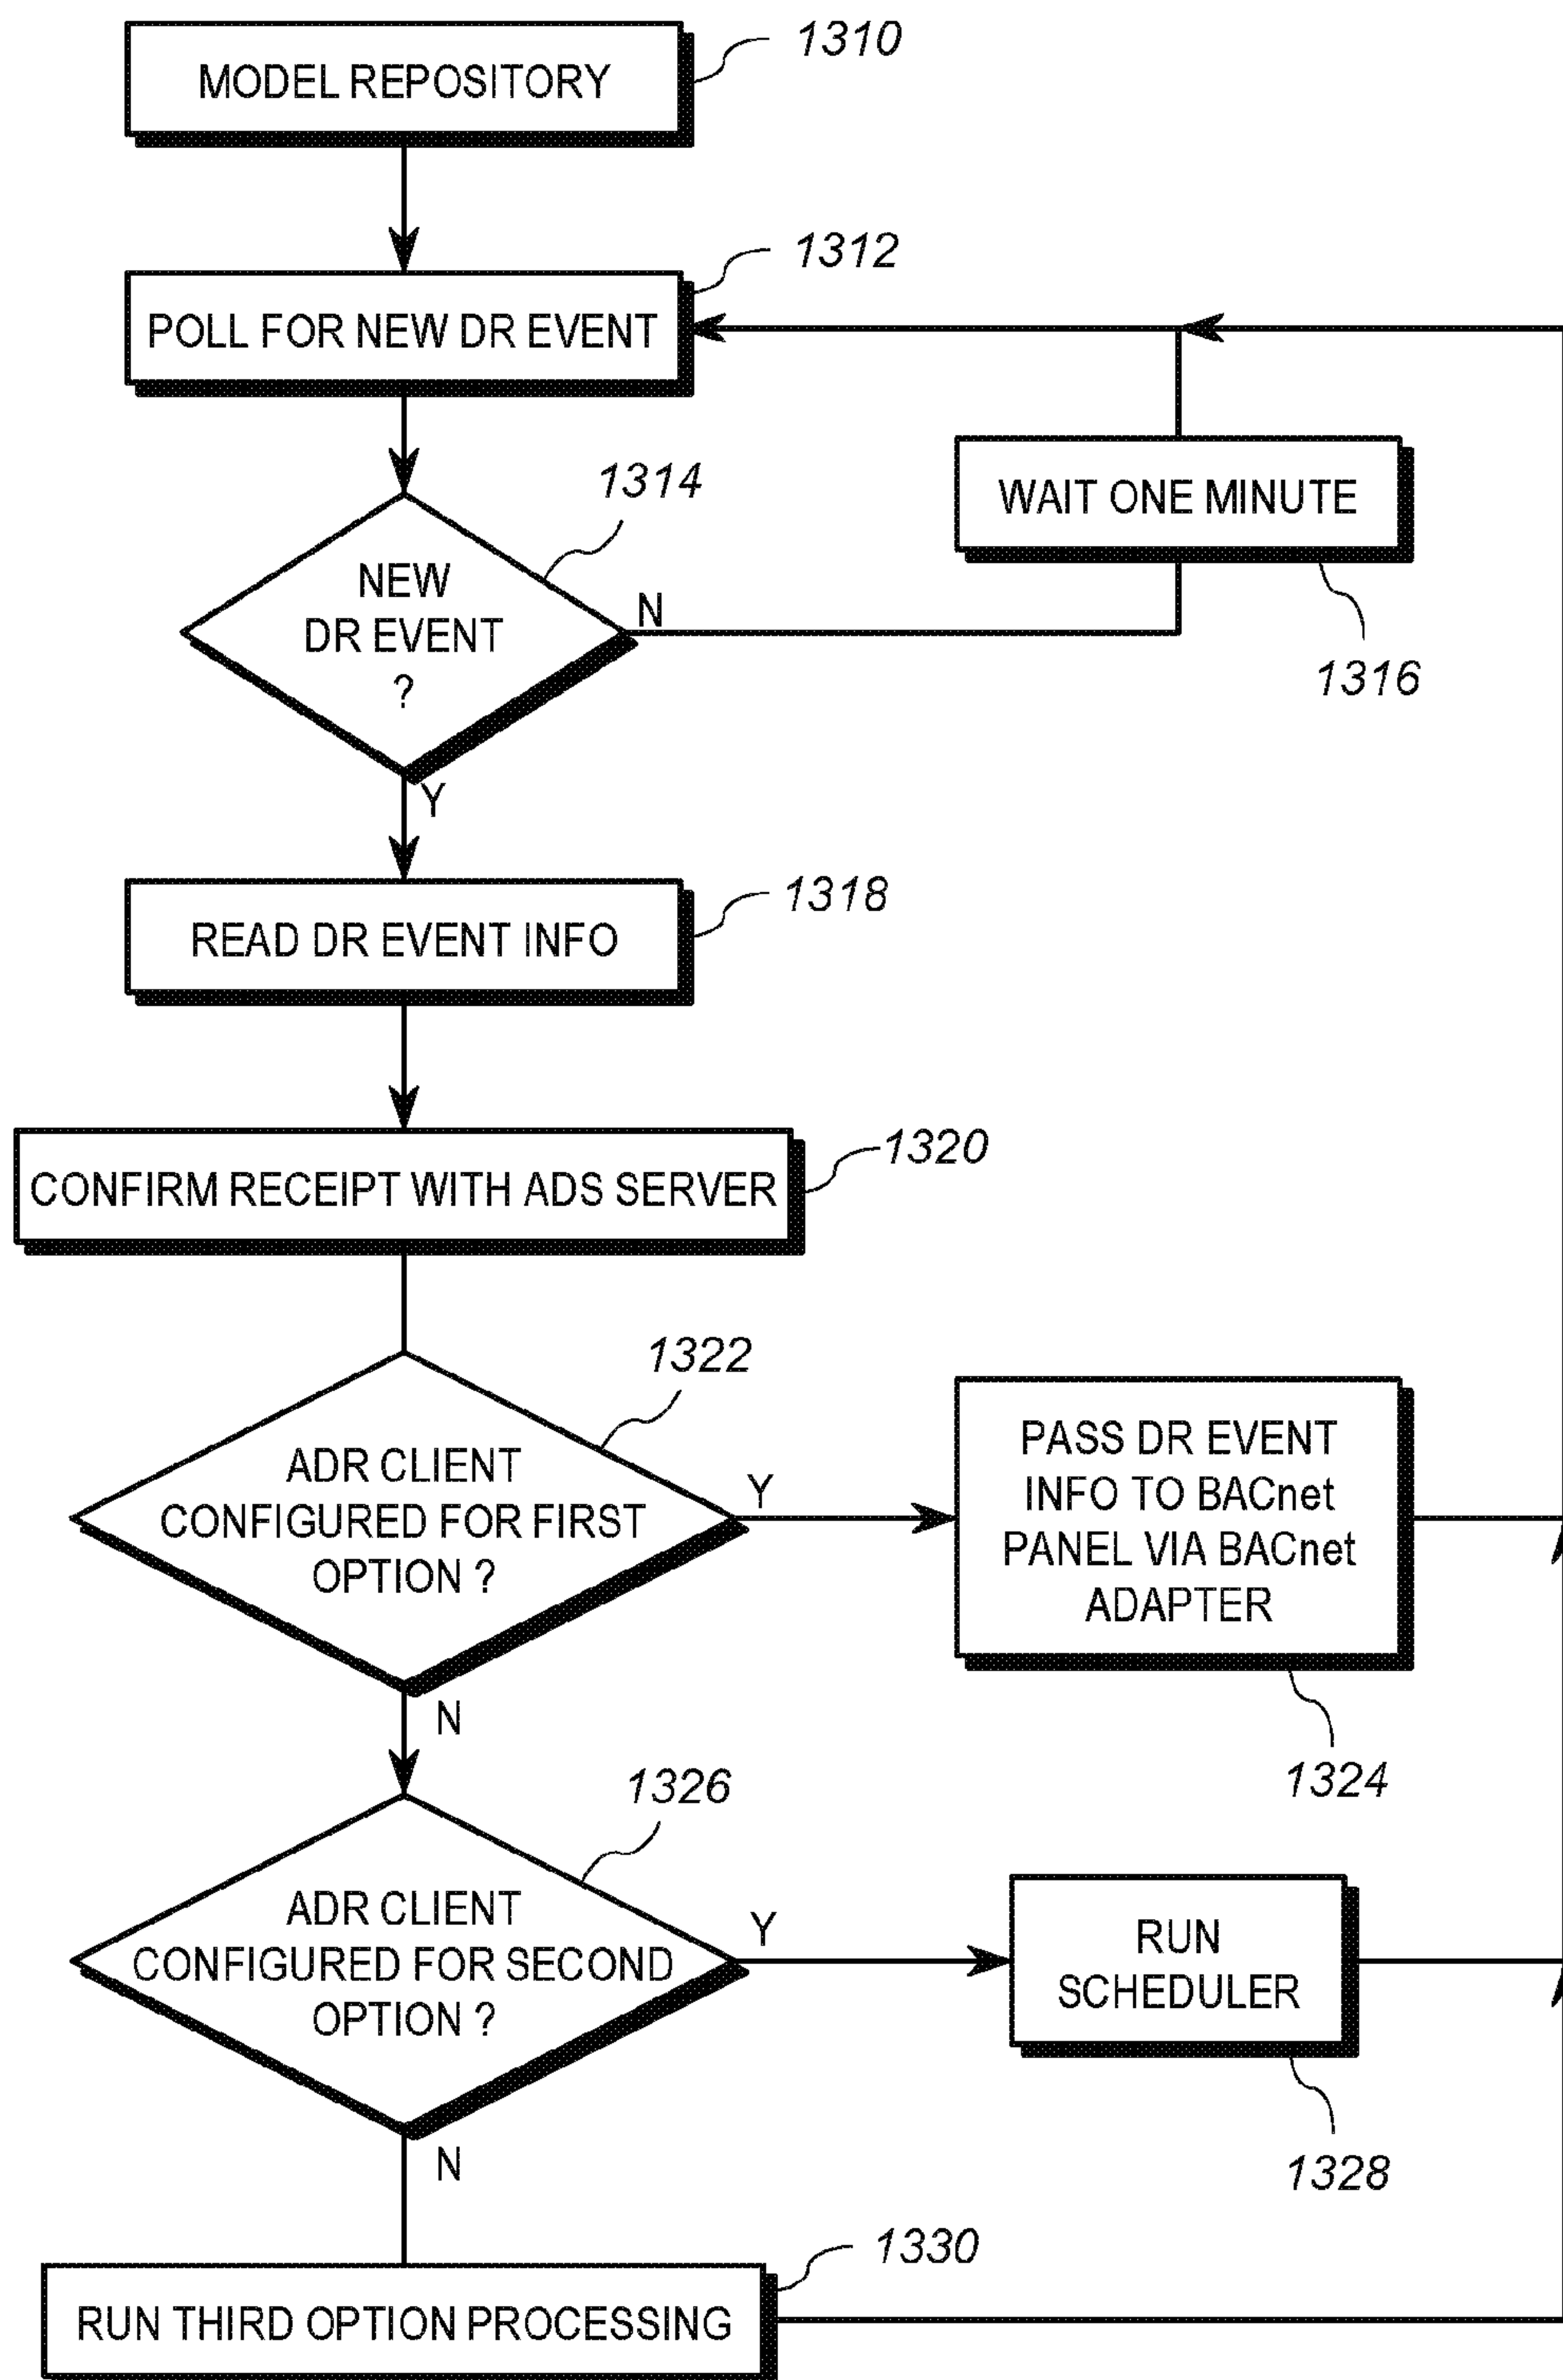 MODEL REPOSITORY
1310
POLL FOR NEW DR EVENT
1312
NEW
DR EVENT
?
1314
N
Y
WAIT ONE MINUTE
1316
READ DR EVENT INFO
1318
CONFIRM RECEIPT WITH ADS SERVER
1320
ADR CLIENT
CONFIGURED FOR FIRST
OPTION ?
1322
Y
N
PASS DR EVENT
INFO TO BACnet
PANEL VIA BACnet
ADAPTER
1324
ADR CLIENT
CONFIGURED FOR SECOND
OPTION ?
1326
Y
N
RUN
SCHEDULER
1328
RUN THIRD OPTION PROCESSING
1330